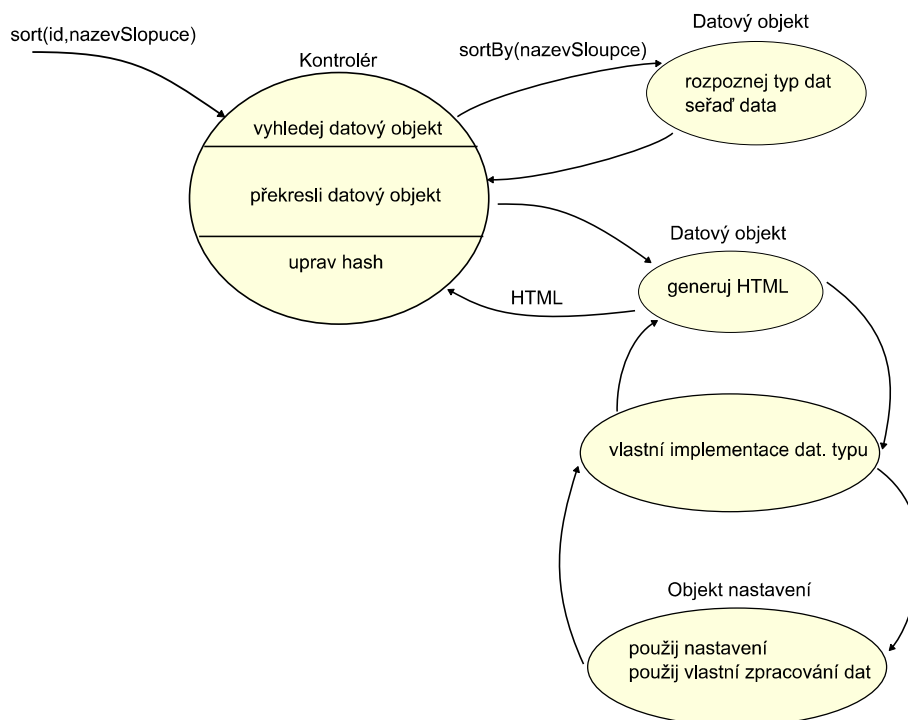 sort(id,nazevSlopuce)
Kontrolér
vyhledej datový objekt
překresli datový objekt
uprav hash
sortBy(nazevSloupce)
Datový objekt
rozpoznej typ dat
seřaď data
Datový objekt
generuj HTML
HTML
vlastní implementace dat. typu
Objekt nastavení
použij nastavení
použij vlastní zpracování dat